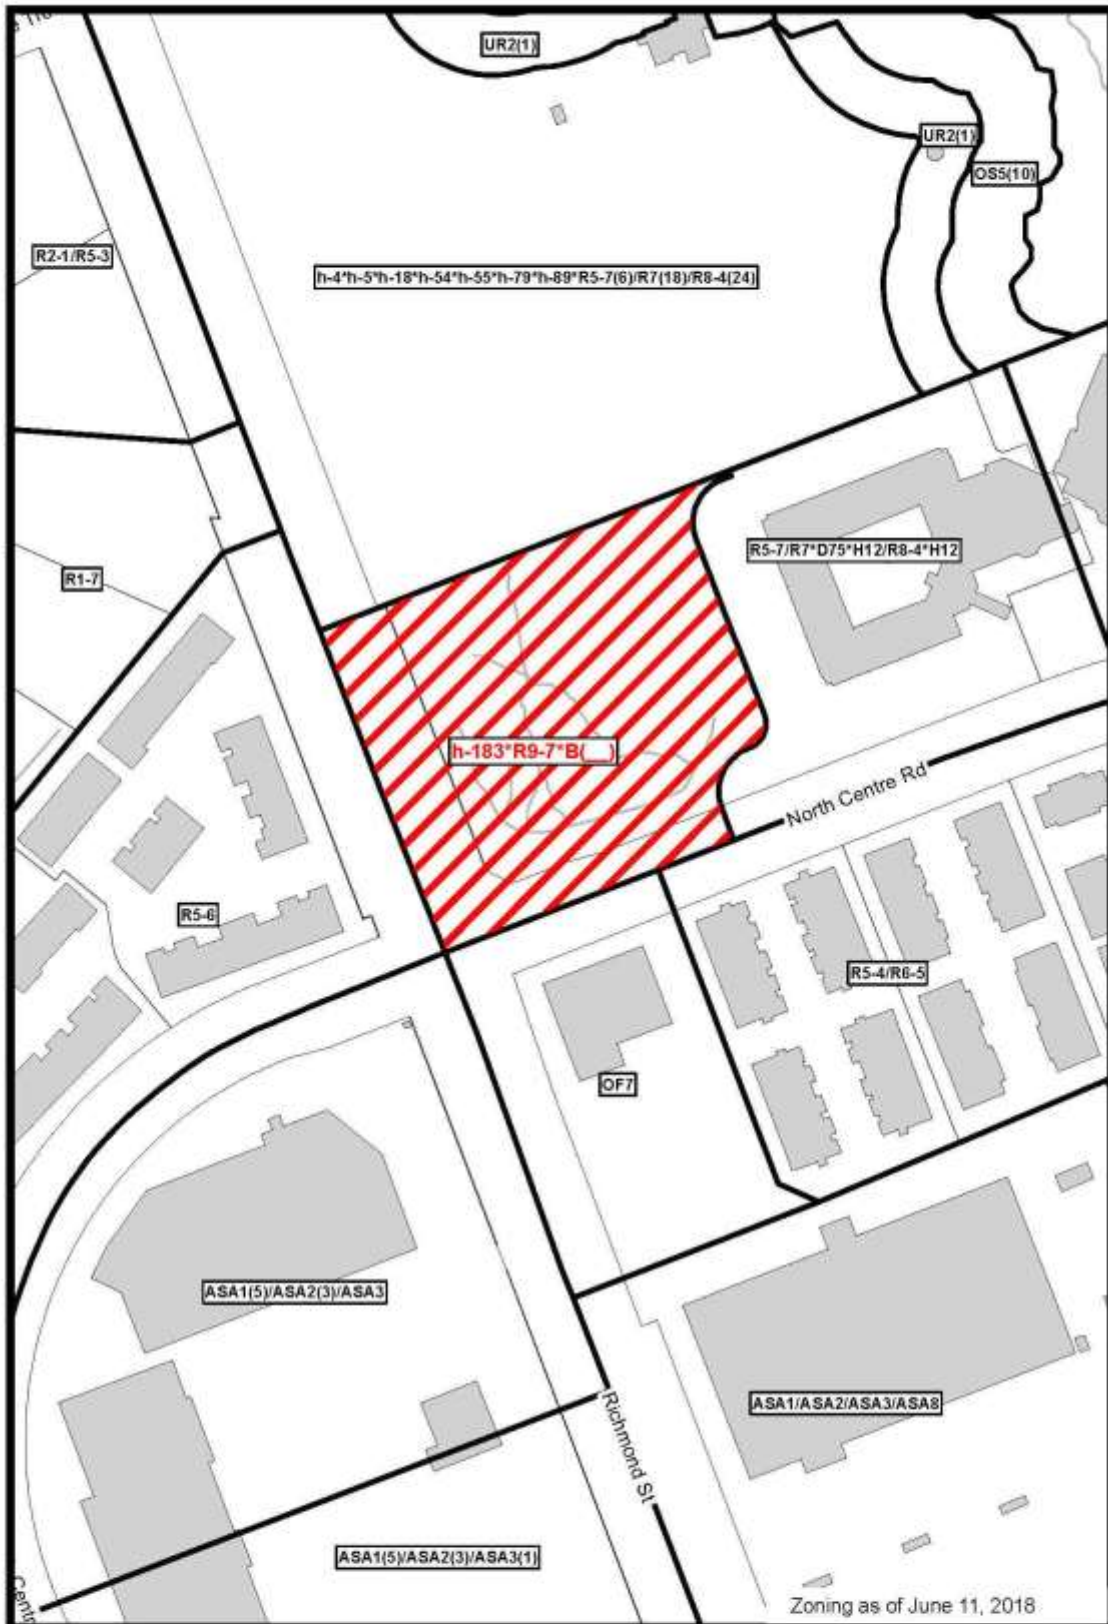 UR2(1)
UR2(1)
OS5(10)
R2-1/R5-3
h-4*h-5*h-18*h-54*h-55*h-79*h-89*R5-7(6)/R7(18)/R8-4(24)
R5-7/R7*D75*H12/R8-4*H12
R1-7
h-183*R9-7*B(__)
North Centre Rd
R5-6
R5-4/R6-5
OF7
ASA1(5)/ASA2(3)/ASA3
ASA1/ASA2/ASA3/ASA8
Richmond St
ASA1(5)/ASA2(3)/ASA3(1)
Zoning as of June 11, 2018